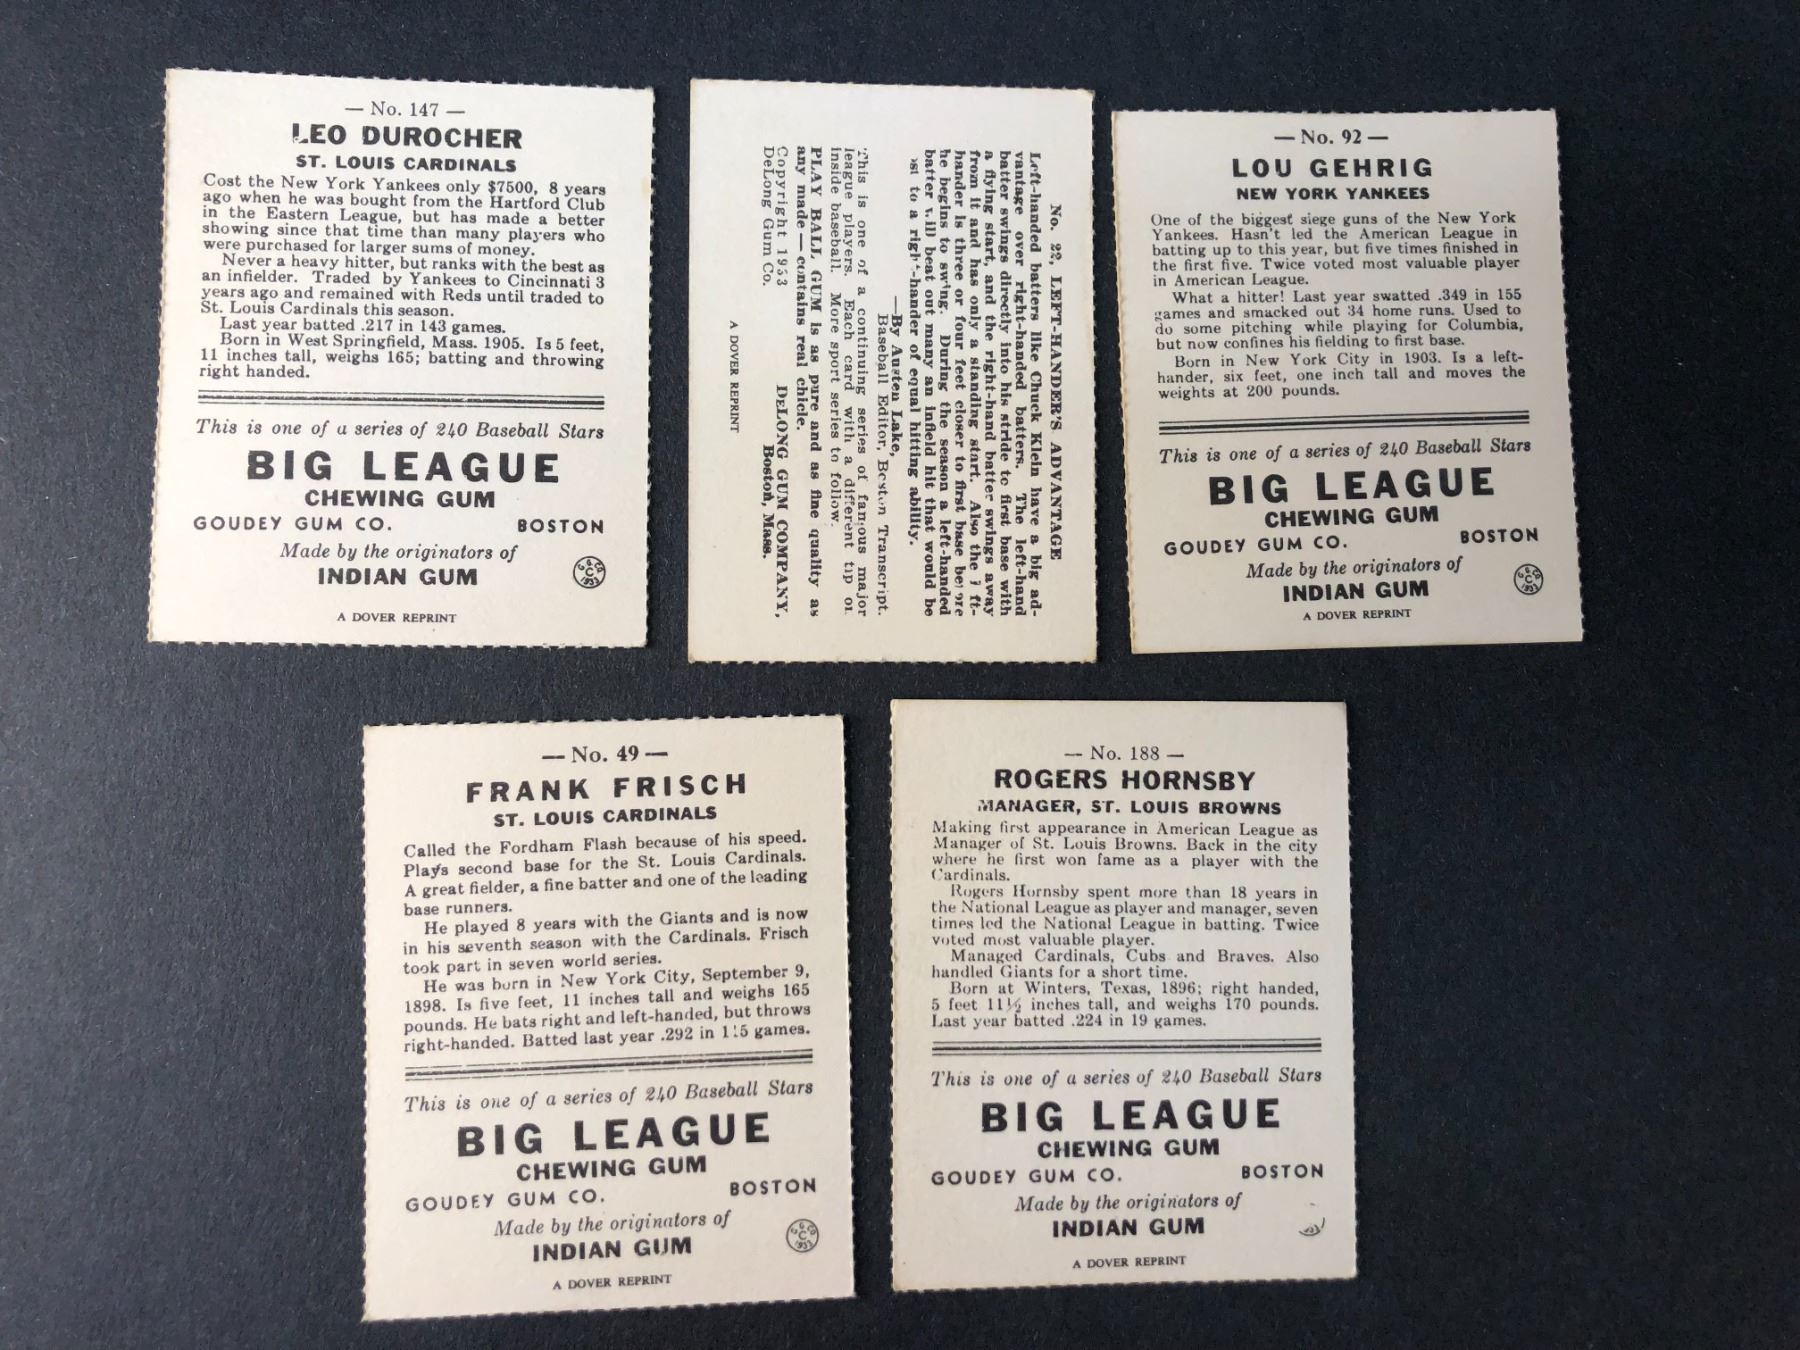 — No. 147 —
LEO DUROCHER
ST. LOUIS CARDINALS
Cost the New York Yankees only $7500, 8 years
ago when he was bought from the Hartford Club
in the Eastern League, but has made a better
showing since that time than many players who
were purchased for larger sums of money.
Never a heavy hitter, but ranks with the best as
an infielder. Traded by Yankees to Cincinnati 3
years ago and remained with Reds until traded to
St. Louis Cardinals this season.
Last year batted .217 in 143 games.
Born in West Springfield, Mass. 1905. Is 5 feet,
11 inches tall, weighs 165; batting and throwing
right handed.
This is one of a series of 240 Baseball Stars
BIG LEAGUE
CHEWING GUM
GOUDEY GUM CO. BOSTON
Made by the originators of
INDIAN GUM
A DOVER REPRINT
No. 22, LEFT-HANDER'S ADVANTAGE
Left-handed batters like Chuck Klein have a big ad-
vantage over right-handed batters. The left-hand
batter swings directly into his stride to first base with
a flying start, and the right-hand batter swings away
from it and has only a standing start. Also the left-
hander is three or four feet closer to first base before
he begins to swing. During the season a left-handed
batter will beat out many an infield hit that would be
to a right-hander of equal hitting ability.
—By Austen Lake,
Baseball Editor, Boston Transcript.
This is one of a continuing series of famous major
league players. Each card with a different tip on
inside baseball. More sport series to follow.
PLAY BALL GUM is as pure and as fine quality as
any made—contains real chicle.
DeLONG GUM COMPANY,
Copyright 1933 Boston, Mass.
DeLong Gum Co.
A DOVER REPRINT
— No. 92 —
LOU GEHRIG
NEW YORK YANKEES
One of the biggest siege guns of the New York
Yankees. Hasn't led the American League in
batting up to this year, but five times finished in
the first five. Twice voted most valuable player
in American League.
What a hitter! Last year swatted .349 in 155
games and smacked out 34 home runs. Used to
do some pitching while playing for Columbia,
but now confines his fielding to first base.
Born in New York City in 1903. Is a left-
hander, six feet, one inch tall and moves the
weights at 200 pounds.
This is one of a series of 240 Baseball Stars
BIG LEAGUE
CHEWING GUM
GOUDEY GUM CO. BOSTON
Made by the originators of
INDIAN GUM
A DOVER REPRINT
— No. 49 —
FRANK FRISCH
ST. LOUIS CARDINALS
Called the Fordham Flash because of his speed.
Plays second base for the St. Louis Cardinals.
A great fielder, a fine batter and one of the leading
base runners.
He played 8 years with the Giants and is now
in his seventh season with the Cardinals. Frisch
took part in seven world series.
He was born in New York City, September 9,
1898. Is five feet, 11 inches tall and weighs 165
pounds. He bats right and left-handed, but throws
right-handed. Batted last year .292 in 115 games.
This is one of a series of 240 Baseball Stars
BIG LEAGUE
CHEWING GUM
GOUDEY GUM CO. BOSTON
Made by the originators of
INDIAN GUM
A DOVER REPRINT
— No. 188 —
ROGERS HORNSBY
MANAGER, ST. LOUIS BROWNS
Making first appearance in American League as
Manager of St. Louis Browns. Back in the city
where he first won fame as a player with the
Cardinals.
Rogers Hornsby spent more than 18 years in
the National League as player and manager, seven
times led the National League in batting. Twice
voted most valuable player.
Managed Cardinals, Cubs and Braves. Also
handled Giants for a short time.
Born at Winters, Texas, 1896; right handed,
5 feet 11½ inches tall, and weighs 170 pounds.
Last year batted .224 in 19 games.
This is one of a series of 240 Baseball Stars
BIG LEAGUE
CHEWING GUM
GOUDEY GUM CO. BOSTON
Made by the originators of
INDIAN GUM
A DOVER REPRINT